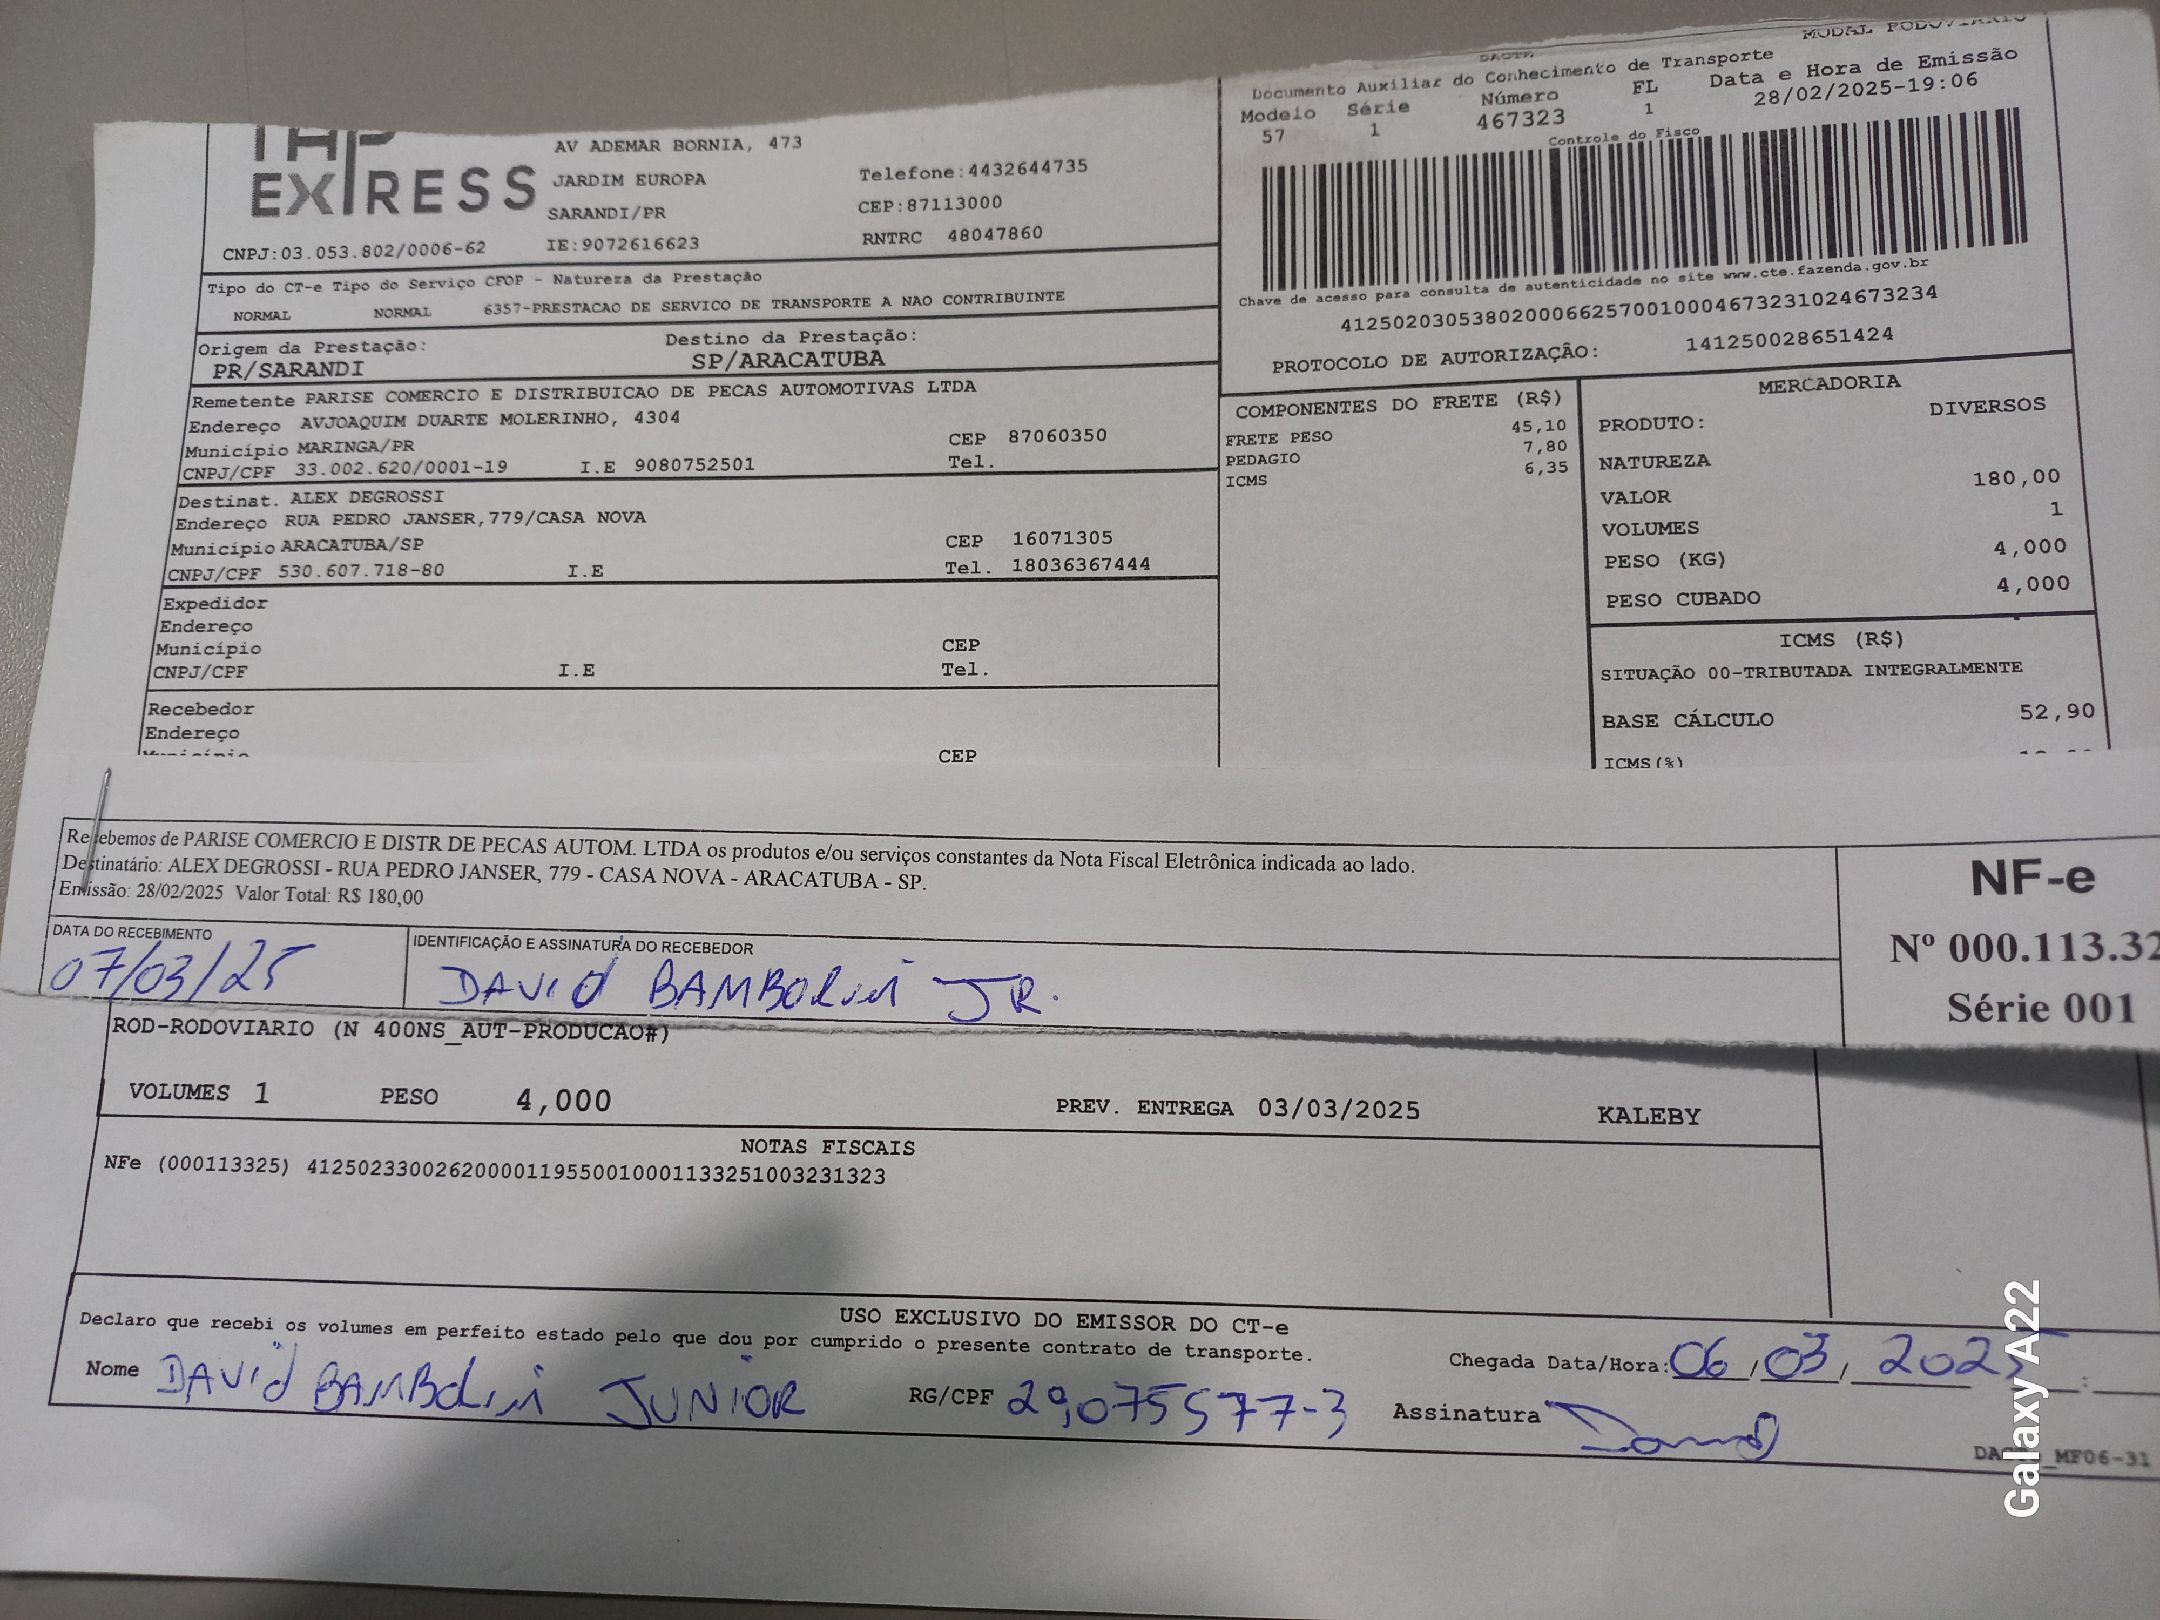 EXPRESS
AV ADEMAR BORNIA, 473
JARDIM EUROPA
SARANDI/PR
Telefone:4432644735
CEP:87113000
CNPJ:03.053.802/0006-62 IE:9072616623 RNTRC 48047860
Tipo do CT-e Tipo do Serviço CFOP - Natureza da Prestação
NORMAL NORMAL 6357-PRESTACAO DE SERVICO DE TRANSPORTE A NAO CONTRIBUINTE
Origem da Prestação: Destino da Prestação:
PR/SARANDI SP/ARACATUBA
Remetente PARISE COMERCIO E DISTRIBUICAO DE PECAS AUTOMOTIVAS LTDA
Endereço AVJOAQUIM DUARTE MOLERINHO, 4304
Município MARINGA/PR CEP 87060350
CNPJ/CPF 33.002.620/0001-19 I.E 9080752501 Tel.
Destinat. ALEX DEGROSSI
Endereço RUA PEDRO JANSER,779/CASA NOVA
Município ARACATUBA/SP CEP 16071305
CNPJ/CPF 530.607.718-80 I.E Tel. 18036367444
Expedidor
Endereço
Município CEP
CNPJ/CPF I.E Tel.
Recebedor
Endereço
Município CEP
MODAL RODOVIARIO
DACTE
Documento Auxiliar do Conhecimento de Transporte
Modelo Série Número FL Data e Hora de Emissão
57 1 467323 1 28/02/2025-19:06
Controle do Fisco
Chave de acesso para consulta de autenticidade no site www.cte.fazenda.gov.br
41250203053802000662570010004673231024673234
PROTOCOLO DE AUTORIZAÇÃO: 141250028651424
COMPONENTES DO FRETE (R$)
FRETE PESO 45,10
PEDAGIO 7,80
ICMS 6,35
MERCADORIA
PRODUTO: DIVERSOS
NATUREZA
VALOR 180,00
VOLUMES 1
PESO (KG) 4,000
PESO CUBADO 4,000
ICMS (R$)
SITUAÇÃO 00-TRIBUTADA INTEGRALMENTE
BASE CÁLCULO 52,90
ICMS(%)
Recebemos de PARISE COMERCIO E DISTR DE PECAS AUTOM. LTDA os produtos e/ou serviços constantes da Nota Fiscal Eletrônica indicada ao lado.
Destinatário: ALEX DEGROSSI - RUA PEDRO JANSER, 779 - CASA NOVA - ARACATUBA - SP.
Emissão: 28/02/2025 Valor Total: R$ 180,00
DATA DO RECEBIMENTO IDENTIFICAÇÃO E ASSINATURA DO RECEBEDOR
07/03/25 DAVid BAMBOLini JR.
NF-e
Nº 000.113.32
Série 001
ROD-RODOVIARIO (N 400NS_AUT-PRODUCAO#)
VOLUMES 1 PESO 4,000 PREV. ENTREGA 03/03/2025 KALEBY
NOTAS FISCAIS
NFe (000113325) 41250233002620000119550010001133251003231323
USO EXCLUSIVO DO EMISSOR DO CT-e
Declaro que recebi os volumes em perfeito estado pelo que dou por cumprido o presente contrato de transporte.
Nome DAVid BAMBOLini JUNIOR RG/CPF 29075577-3 Chegada Data/Hora: 06/03/2025 :
Assinatura David
_MF06-31
Galaxy A22